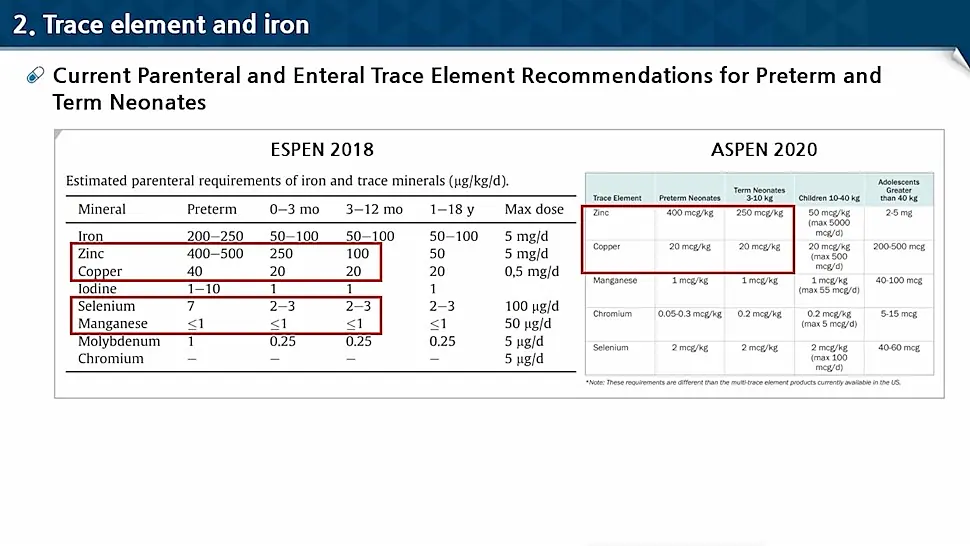 2. Trace element and iron
Current Parenteral and Enteral Trace Element Recommendations for Preterm and
Term Neonates
ESPEN 2018
Estimated parenteral requirements of iron and trace minerals (μg/kg/d).
Mineral Preterm 0–3 mo 3–12 mo 1–18 y Max dose
Iron 200–250 50–100 50–100 50–100 5 mg/d
Zinc 400–500 250 100 50 5 mg/d
Copper 40 20 20 20 0,5 mg/d
Iodine 1–10 1 1 1
Selenium 7 2–3 2–3 2–3 100 μg/d
Manganese ≤1 ≤1 ≤1 ≤1 50 μg/d
Molybdenum 1 0.25 0.25 0.25 5 μg/d
Chromium – – – – 5 μg/d
ASPEN 2020
Trace Element Preterm Neonates Term Neonates 3-10 kg Children 10-40 kg Adolescents Greater than 40 kg
Zinc 400 mcg/kg 250 mcg/kg 50 mcg/kg (max 5000 mcg/d) 2-5 mg
Copper 20 mcg/kg 20 mcg/kg 20 mcg/kg (max 500 mcg/d) 200-500 mcg
Manganese 1 mcg/kg 1 mcg/kg 1 mcg/kg (max 55 mcg/d) 40-100 mcg
Chromium 0.05-0.3 mcg/kg 0.2 mcg/kg 0.2 mcg/kg (max 5 mcg/d) 5-15 mcg
Selenium 2 mcg/kg 2 mcg/kg 2 mcg/kg (max 100 mcg/d) 40-60 mcg
*Note: These requirements are different than the multi-trace element products currently available in the US.